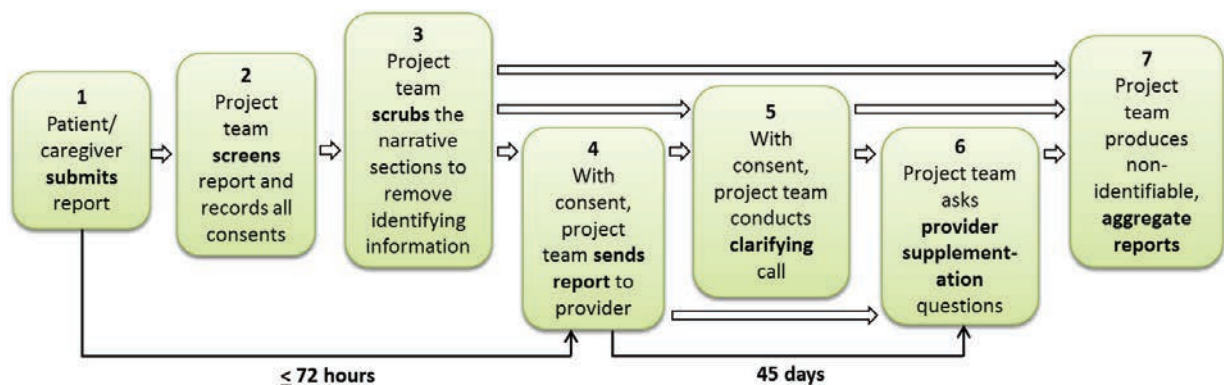 1
Patient/
caregiver
submits
report
2
Project
team
screens
report and
records all
consents
3
Project
team
scrubs the
narrative
sections to
remove
identifying
information
4
With
consent,
project
team sends
report to
provider
5
With
consent,
project team
conducts
clarifying
call
6
Project team
asks
provider
supplement-
ation
questions
7
Project
team
produces
non-
identifiable,
aggregate
reports
≤ 72 hours
45 days